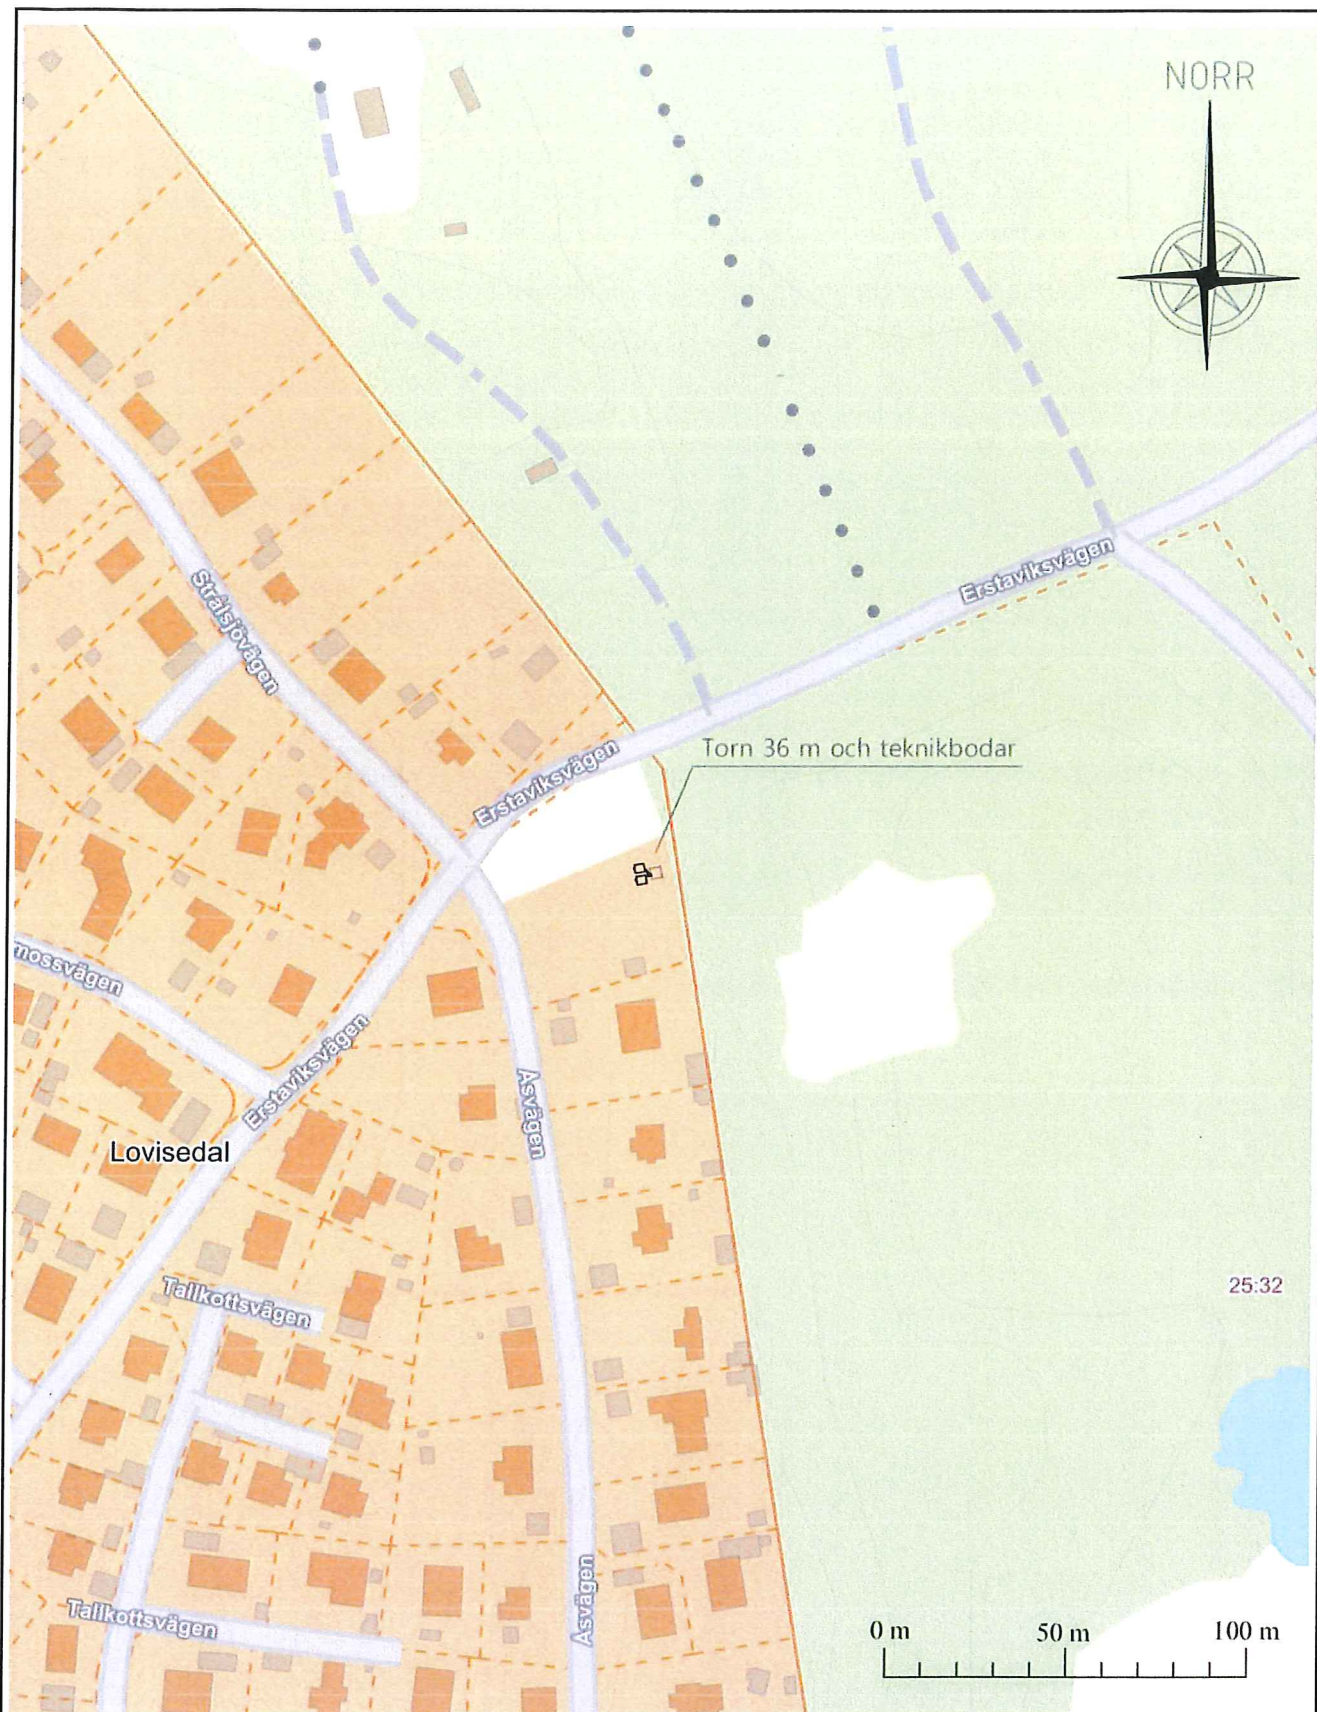 NORR
Strålsjövägen
Erstaviksvägen
Torn 36 m och teknikbodar
Erstaviksvägen
mossvägen
Erstaviksvägen
Åsvägen
Lovisedal
Tallkottsvägen
25:32
Åsvägen
Tallkottsvägen
0 m 50 m 100 m